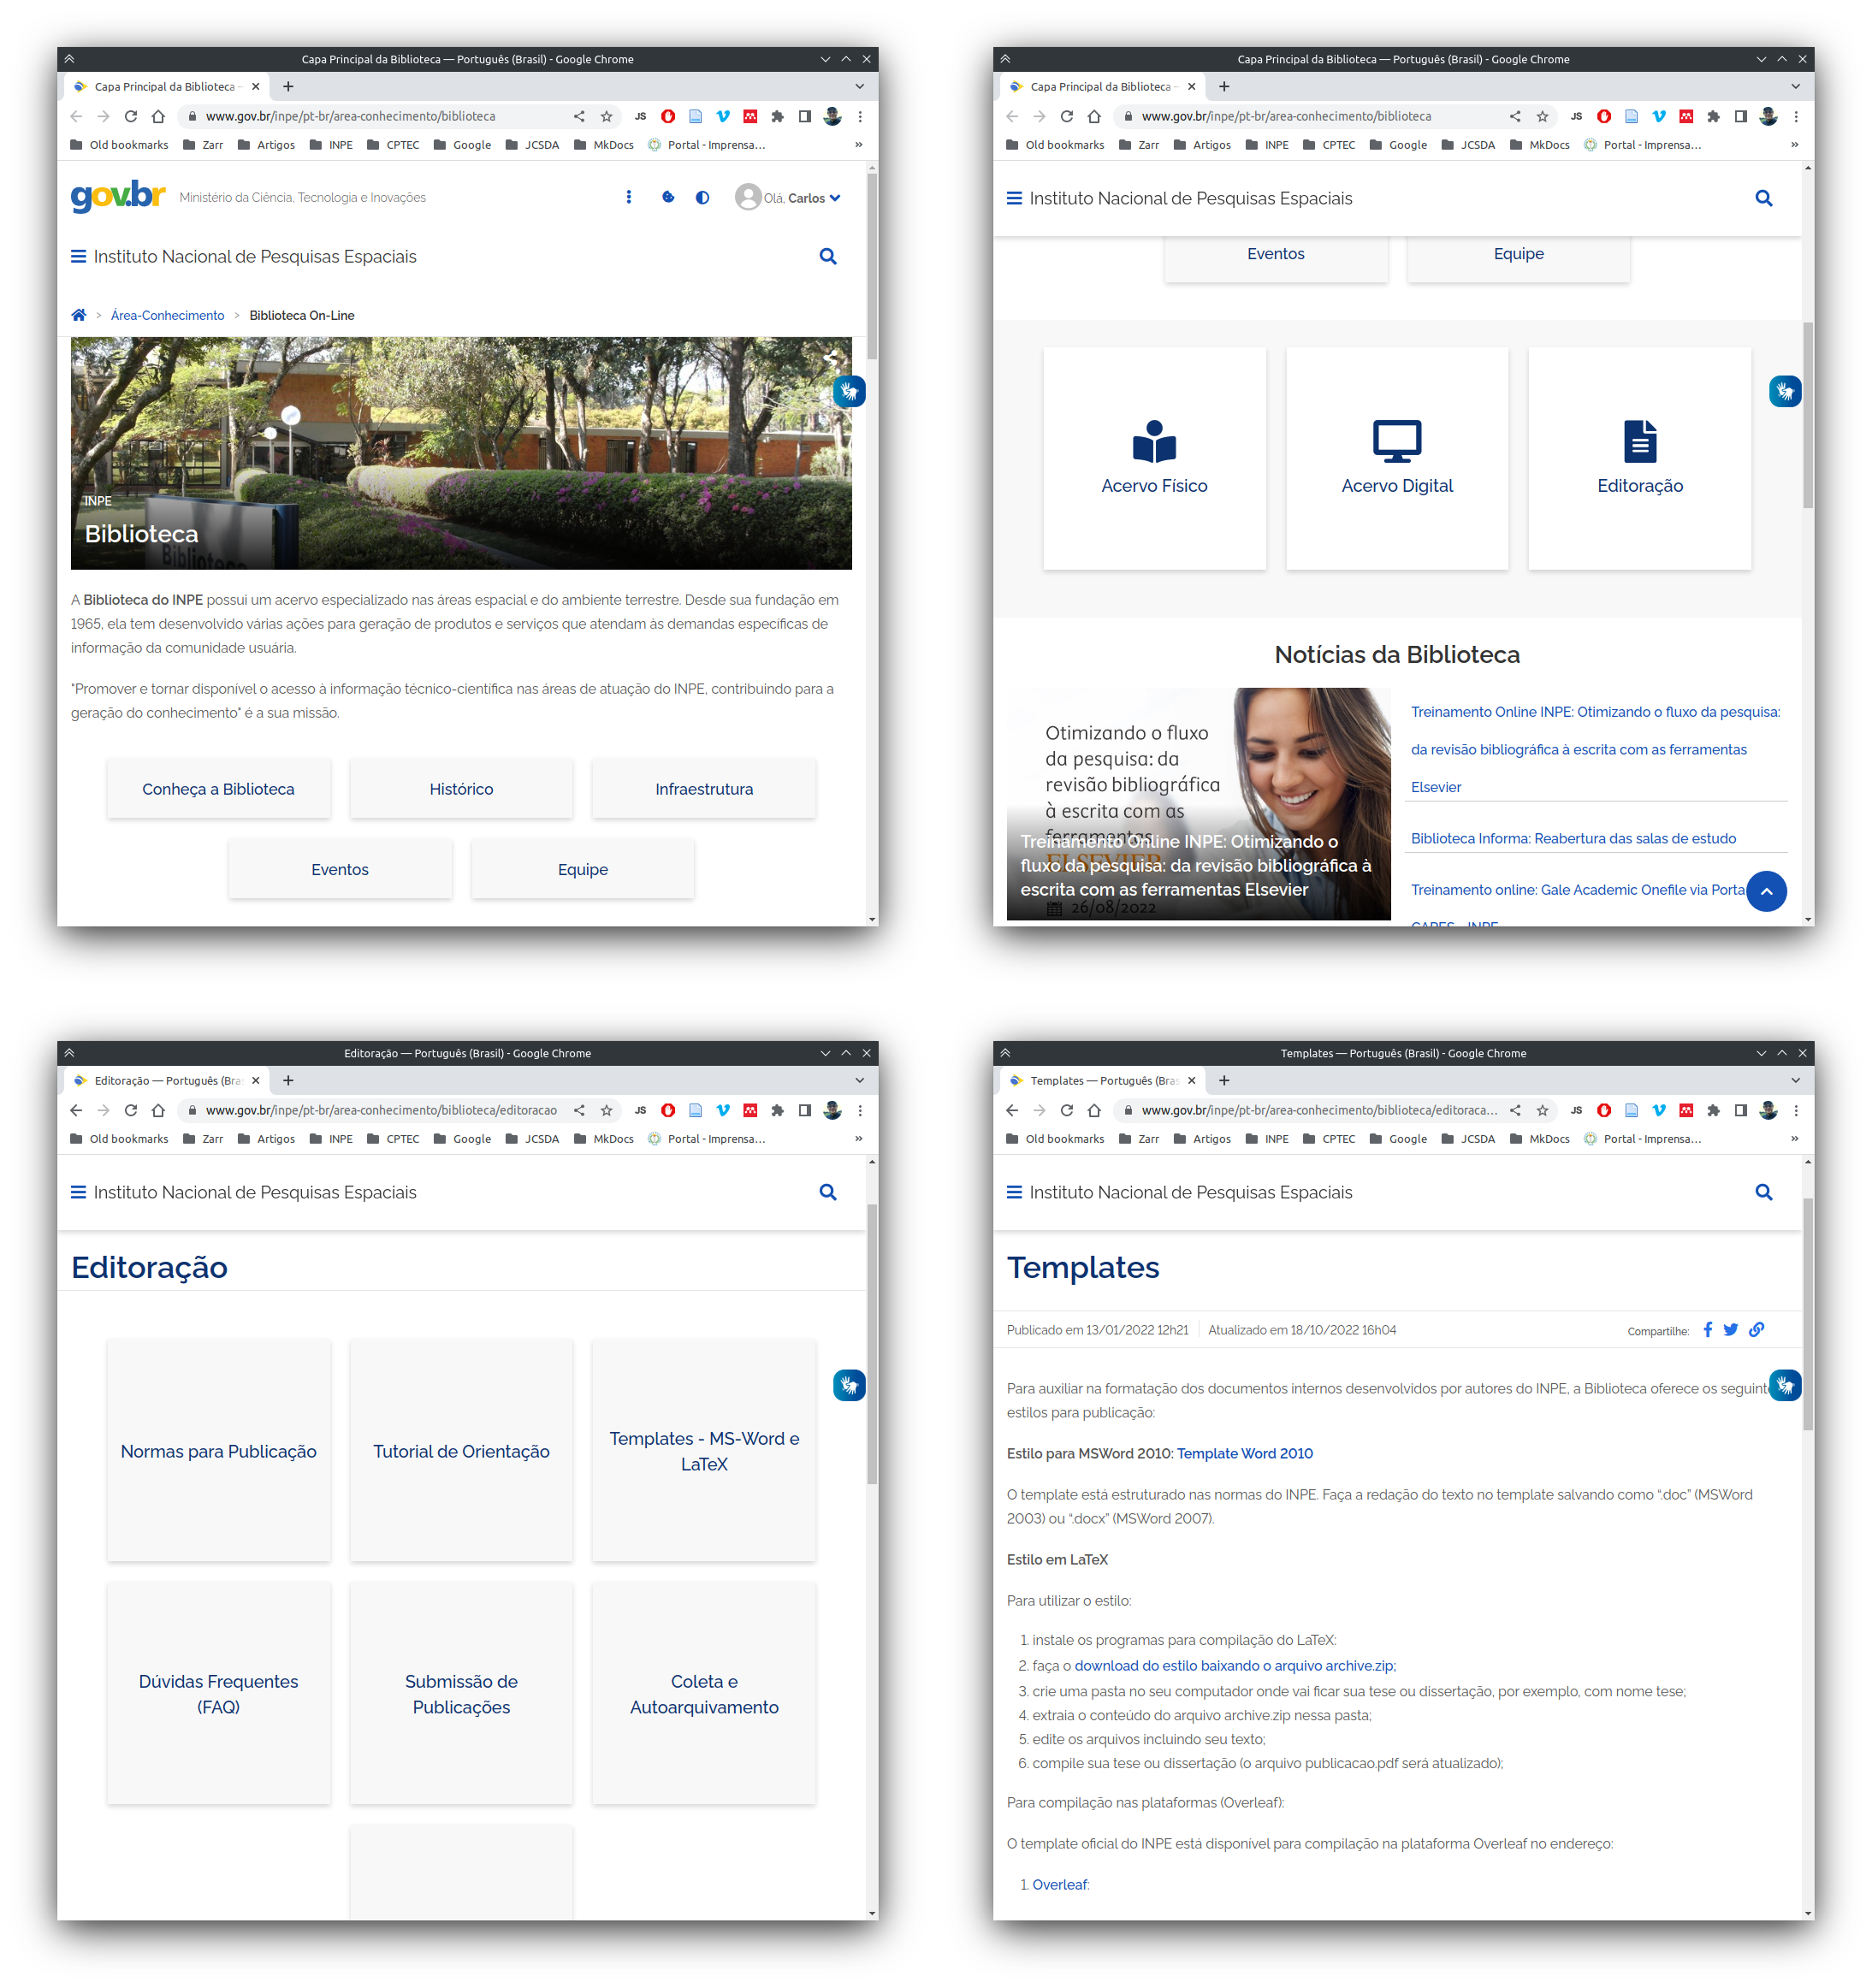 Capa Principal da Biblioteca — Português (Brasil) - Google Chrome
Capa Principal da Biblioteca -
www.gov.br/inpe/pt-br/area-conhecimento/biblioteca
JS
Old bookmarks Zarr Artigos INPE CPTEC Google JCSDA MkDocs Portal - Imprensa... »
gov.br Ministério da Ciência, Tecnologia e Inovações Olá, Carlos
Instituto Nacional de Pesquisas Espaciais
> Área-Conhecimento > Biblioteca On-Line
INPE
Biblioteca
Biblioteca
A Biblioteca do INPE possui um acervo especializado nas áreas espacial e do ambiente terrestre. Desde sua fundação em
1965, ela tem desenvolvido várias ações para geração de produtos e serviços que atendam às demandas específicas de
informação da comunidade usuária.
"Promover e tornar disponível o acesso à informação técnico-científica nas áreas de atuação do INPE, contribuindo para a
geração do conhecimento" é a sua missão.
Conheça a Biblioteca Histórico Infraestrutura
Eventos Equipe
Capa Principal da Biblioteca — Português (Brasil) - Google Chrome
Capa Principal da Biblioteca -
www.gov.br/inpe/pt-br/area-conhecimento/biblioteca
JS
Old bookmarks Zarr Artigos INPE CPTEC Google JCSDA MkDocs Portal - Imprensa... »
Instituto Nacional de Pesquisas Espaciais
Eventos Equipe
Acervo Físico Acervo Digital Editoração
Notícias da Biblioteca
Otimizando o fluxo
da pesquisa: da
revisão bibliográfica
à escrita com as
ferramentas
ELSEVIER
Treinamento Online INPE: Otimizando o
fluxo da pesquisa: da revisão bibliográfica à
escrita com as ferramentas Elsevier
26/08/2022
Treinamento Online INPE: Otimizando o fluxo da pesquisa:
da revisão bibliográfica à escrita com as ferramentas
Elsevier
Biblioteca Informa: Reabertura das salas de estudo
Treinamento online: Gale Academic Onefile via Porta
CAPES - INPE
Editoração — Português (Brasil) - Google Chrome
Editoração — Português (Bras
www.gov.br/inpe/pt-br/area-conhecimento/biblioteca/editoracao
JS
Old bookmarks Zarr Artigos INPE CPTEC Google JCSDA MkDocs Portal - Imprensa... »
Instituto Nacional de Pesquisas Espaciais
Editoração
Normas para Publicação
Tutorial de Orientação
Templates - MS-Word e
LaTeX
Dúvidas Frequentes
(FAQ)
Submissão de
Publicações
Coleta e
Autoarquivamento
Templates — Português (Brasil) - Google Chrome
Templates — Português (Bras
www.gov.br/inpe/pt-br/area-conhecimento/biblioteca/editoraca...
JS
Old bookmarks Zarr Artigos INPE CPTEC Google JCSDA MkDocs Portal - Imprensa... »
Instituto Nacional de Pesquisas Espaciais
Templates
Publicado em 13/01/2022 12h21 Atualizado em 18/10/2022 16h04 Compartilhe:
Para auxiliar na formatação dos documentos internos desenvolvidos por autores do INPE, a Biblioteca oferece os seguint
estilos para publicação:
Estilo para MSWord 2010: Template Word 2010
O template está estruturado nas normas do INPE. Faça a redação do texto no template salvando como “.doc” (MSWord
2003) ou “.docx” (MSWord 2007).
Estilo em LaTeX
Para utilizar o estilo:
1. instale os programas para compilação do LaTeX:
2. faça o download do estilo baixando o arquivo archive.zip;
3. crie uma pasta no seu computador onde vai ficar sua tese ou dissertação, por exemplo, com nome tese;
4. extraia o conteúdo do arquivo archive.zip nessa pasta;
5. edite os arquivos incluindo seu texto;
6. compile sua tese ou dissertação (o arquivo publicacao.pdf será atualizado);
Para compilação nas plataformas (Overleaf):
O template oficial do INPE está disponível para compilação na plataforma Overleaf no endereço:
1. Overleaf: